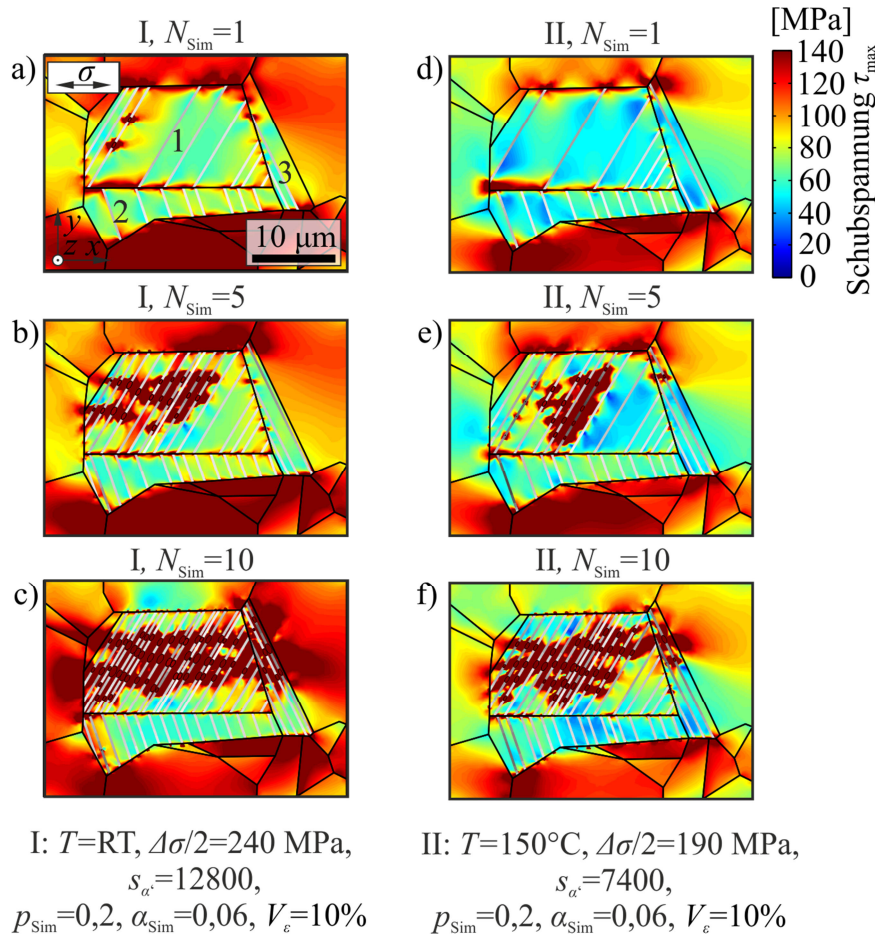 I, N_Sim=1
II, N_Sim=1
[MPa]
a)
σ
1
2
3
y
z x
10 µm
d)
140
120
100
80
60
40
20
0
Schubspannung τ_max
I, N_Sim=5
II, N_Sim=5
b)
e)
I, N_Sim=10
II, N_Sim=10
c)
f)
I: T=RT, Δσ/2=240 MPa,
s_α‘=12800,
p_Sim=0,2, α_Sim=0,06, V_ε=10%
II: T=150°C, Δσ/2=190 MPa,
s_α‘=7400,
p_Sim=0,2, α_Sim=0,06, V_ε=10%